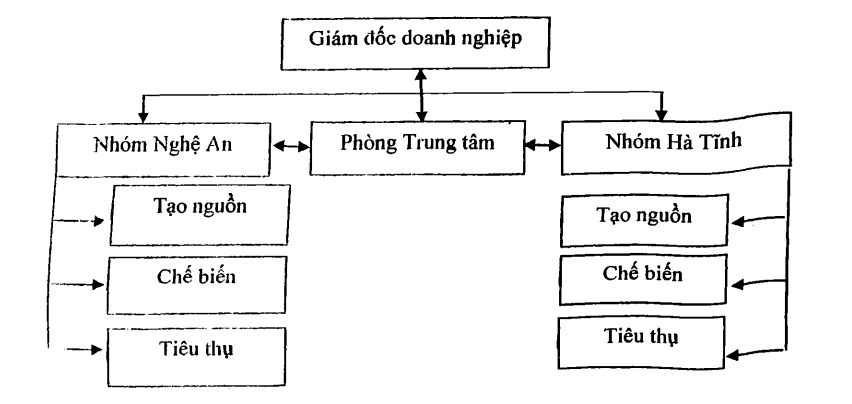 Giám đốc doanh nghiệp
Nhóm Nghệ An
Phòng Trung tâm
Nhóm Hà Tĩnh
Tạo nguồn
Chế biến
Tiêu thụ
Tạo nguồn
Chế biến
Tiêu thụ